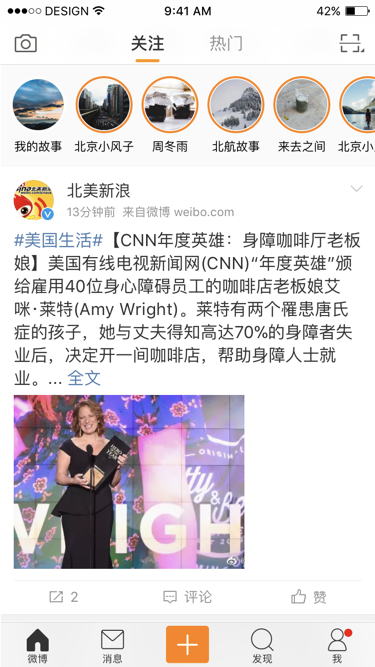 DESIGN
9:41 AM
42%
关注
热门
我的故事
北京小风子
周冬雨
北航故事
来去之间
北京小
北美新浪
13分钟前 来自微博 weibo.com
#美国生活#【CNN年度英雄：身障咖啡厅老板
娘】美国有线电视新闻网(CNN)“年度英雄”颁
给雇用40位身心障碍员工的咖啡店老板娘艾
咪·莱特(Amy Wright)。莱特有两个罹患唐氏
症的孩子，她与丈夫得知高达70%的身障者失
业后，决定开一间咖啡店，帮助身障人士就
业。... 全文
ORIGIN
WRIGH
2
评论
赞
微博
消息
发现
我